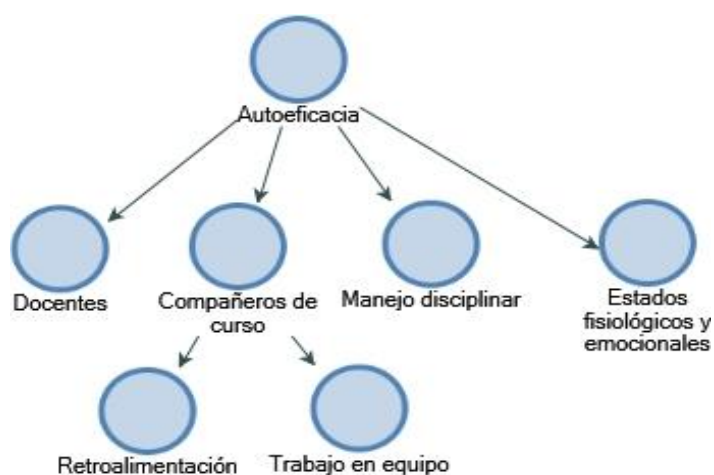 Autoeficacia
Docentes
Compañeros de
curso
Manejo disciplinar
Estados
fisiológicos y
emocionales
Retroalimentación
Trabajo en equipo